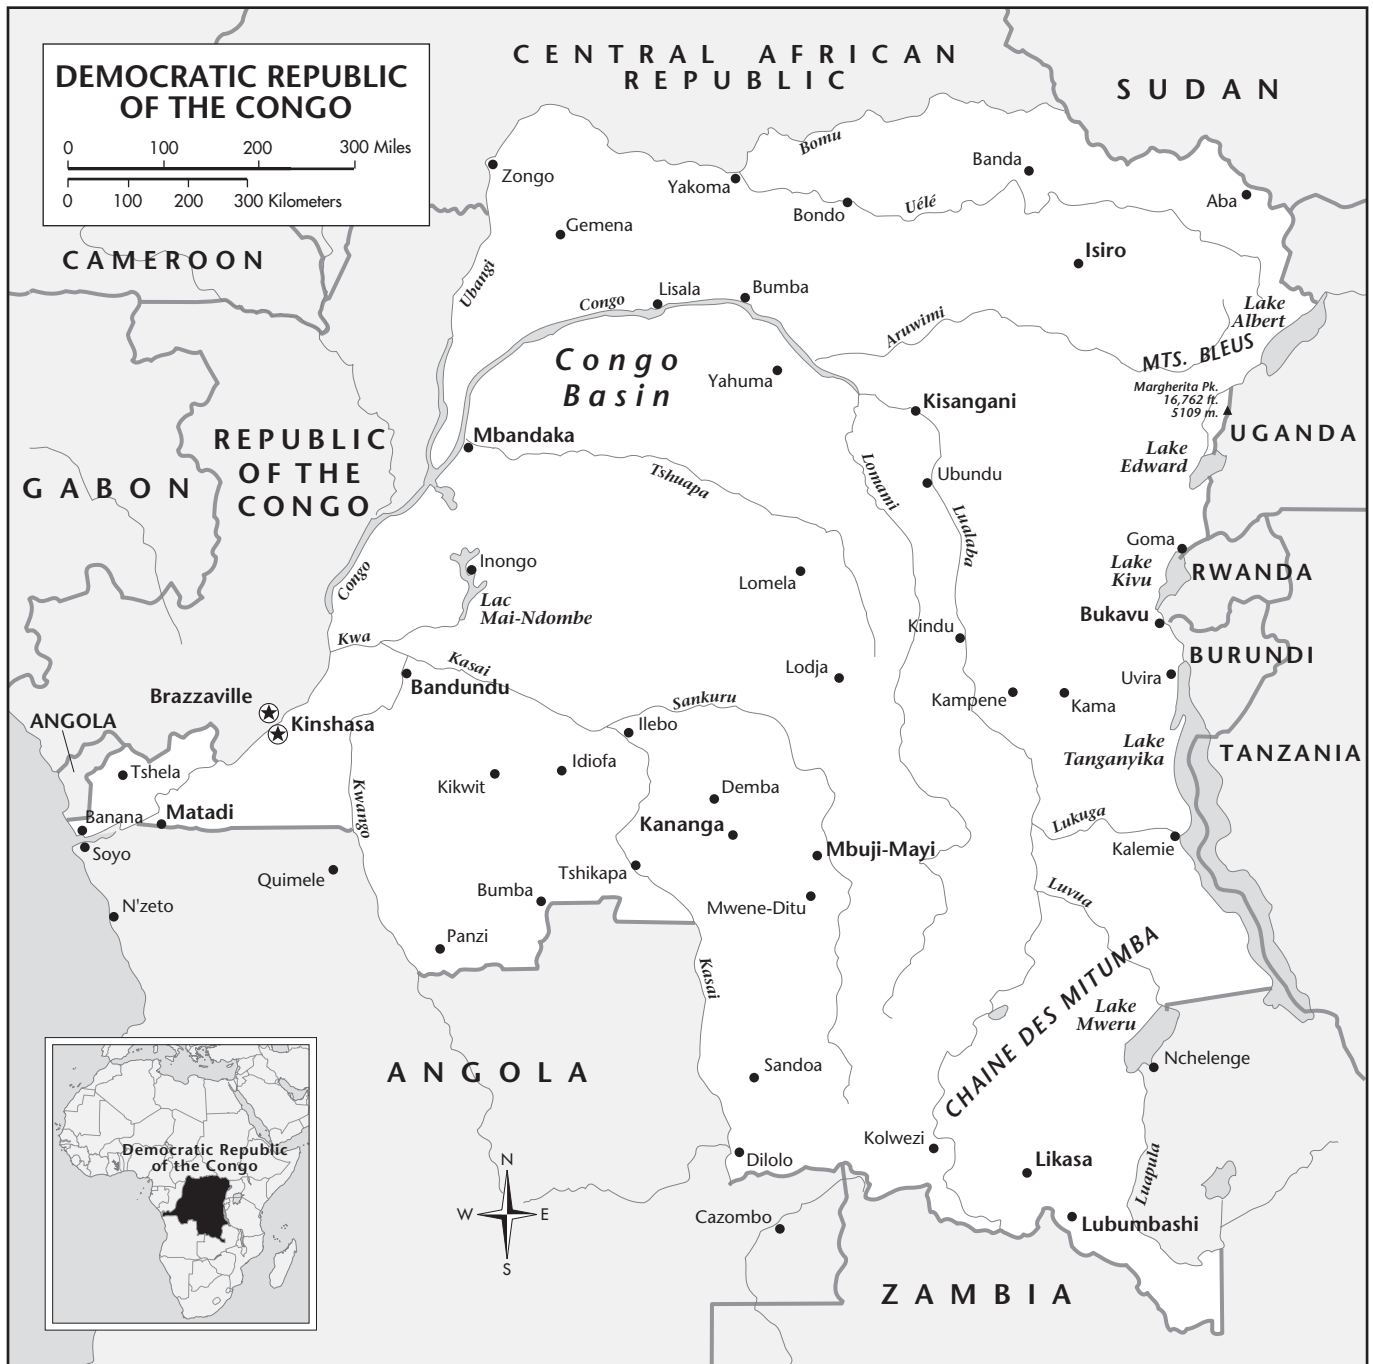 CENTRAL AFRICAN
REPUBLIC
SUDAN
DEMOCRATIC REPUBLIC
OF THE CONGO
0 100 200 300 Miles
0 100 200 300 Kilometers
Bomu
Banda
Zongo
Yakoma
Bondo
Uélé
Aba
Gemena
CAMEROON
Isiro
Ubangi
Congo
Lisala
Bumba
Lake
Albert
Aruwimi
MTS. BLEUS
Congo
Basin
Yahuma
Margherita Pk.
16,762 ft.
5109 m.
Kisangani
UGANDA
REPUBLIC
OF THE
CONGO
Mbandaka
Lake
Edward
GABON
Tshuapa
Lomami
Ubundu
Lualaba
Goma
Lake
Kivu
RWANDA
Congo
Inongo
Lac
Mai-Ndombe
Lomela
Bukavu
Kindu
Kwa
Kasai
BURUNDI
Lodja
Uvira
Bandundu
Brazzaville
Sankuru
Kampene
Kama
ANGOLA
Kinshasa
Ilebo
Lake
Tanganyika
TANZANIA
Tshela
Idiofa
Kikwit
Demba
Kwango
Banana
Matadi
Kananga
Lukuga
Soyo
Mbuji-Mayi
Kalemie
Quimele
Tshikapa
Bumba
Luvua
N'zeto
Mwene-Ditu
Panzi
Kasai
CHAINE DES MITUMBA
Lake
Mweru
Nchelenge
ANGOLA
Sandoa
Democratic Republic
of the Congo
Kolwezi
Dilolo
Likasa
Luapula
N
W E
S
Cazombo
Lubumbashi
ZAMBIA